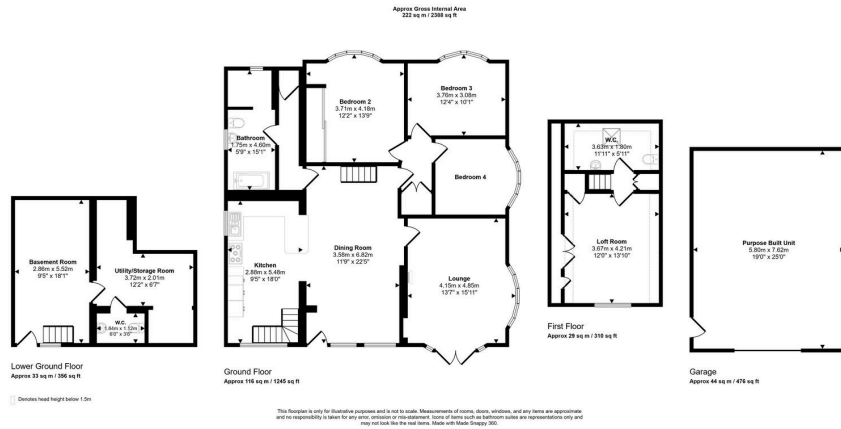 Approx Gross Internal Area
222 sq m / 2388 sq ft
Bedroom 2
3.71m x 4.18m
12'2" x 13'9"
Bedroom 3
3.76m x 3.08m
12'4" x 10'1"
Bathroom
1.75m x 4.60m
5'9" x 15'1"
Bedroom 4
Kitchen
2.88m x 5.48m
9'5" x 18'0"
Dining Room
3.58m x 6.82m
11'9" x 22'5"
Lounge
4.15m x 4.85m
13'7" x 15'11"
Basement Room
2.86m x 5.52m
9'5" x 18'1"
Utility/Storage Room
3.72m x 2.01m
12'2" x 6'7"
W.C.
1.84m x 1.12m
6'0" x 3'8"
W.C.
3.63m x 1.80m
11'11" x 5'11"
Loft Room
3.67m x 4.21m
12'0" x 13'10"
Purpose Built Unit
5.80m x 7.62m
19'0" x 25'0"
Lower Ground Floor
Approx 33 sq m / 356 sq ft
Ground Floor
Approx 116 sq m / 1245 sq ft
First Floor
Approx 29 sq m / 310 sq ft
Garage
Approx 44 sq m / 476 sq ft
Denotes head height below 1.5m
This floorplan is only for illustrative purposes and is not to scale. Measurements of rooms, doors, windows, and any items are approximate
and no responsibility is taken for any error, omission or mis-statement. Icons of items such as bathroom suites are representations only and
may not look like the real items. Made with Made Snappy 360.